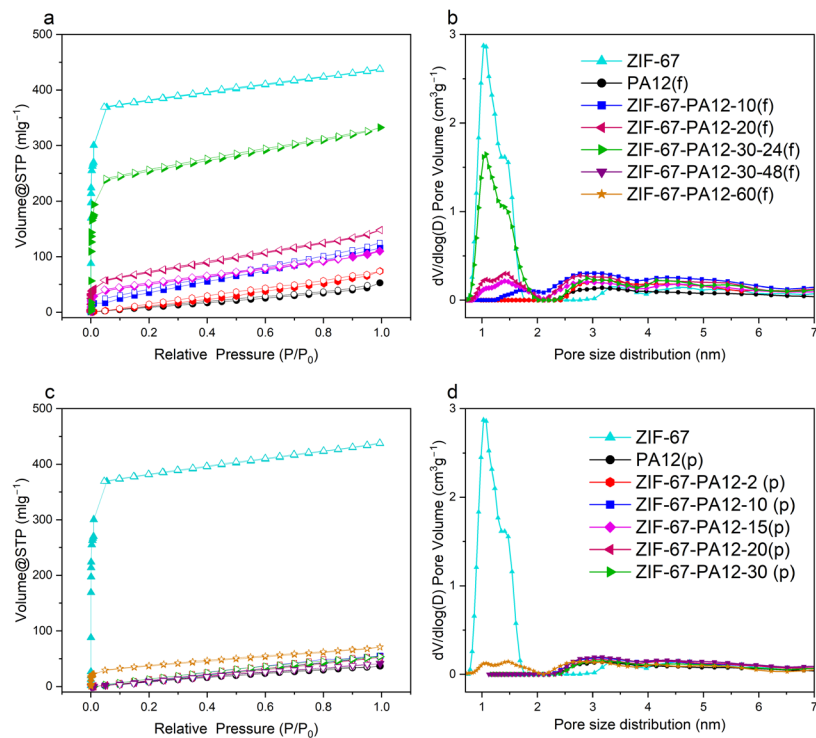 a
500
400
300
200
100
0
Volume@STP (mlg⁻¹)
0.0 0.2 0.4 0.6 0.8 1.0
Relative Pressure (P/P₀)
b
3
2
1
0
dV/dlog(D) Pore Volume (cm³g⁻¹)
ZIF-67
PA12(f)
ZIF-67-PA12-10(f)
ZIF-67-PA12-20(f)
ZIF-67-PA12-30-24(f)
ZIF-67-PA12-30-48(f)
ZIF-67-PA12-60(f)
1 2 3 4 5 6 7
Pore size distribution (nm)
c
500
400
300
200
100
0
Volume@STP (mlg⁻¹)
0.0 0.2 0.4 0.6 0.8 1.0
Relative Pressure (P/P₀)
d
3
2
1
0
dV/dlog(D) Pore Volume (cm³g⁻¹)
ZIF-67
PA12(p)
ZIF-67-PA12-2 (p)
ZIF-67-PA12-10 (p)
ZIF-67-PA12-15(p)
ZIF-67-PA12-20(p)
ZIF-67-PA12-30 (p)
1 2 3 4 5 6 7
Pore size distribution (nm)